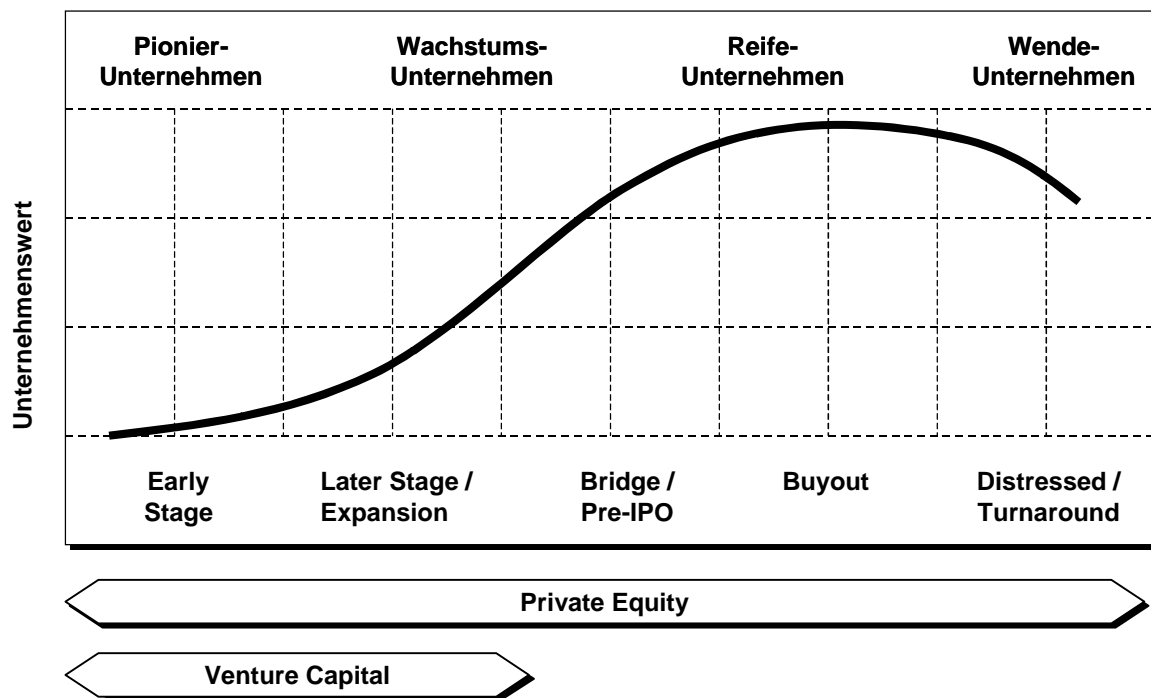 Pionier-
Unternehmen
Wachstums-
Unternehmen
Reife-
Unternehmen
Wende-
Unternehmen
Unternehmenswert
Early
Stage
Later Stage /
Expansion
Bridge /
Pre-IPO
Buyout
Distressed /
Turnaround
Private Equity
Venture Capital